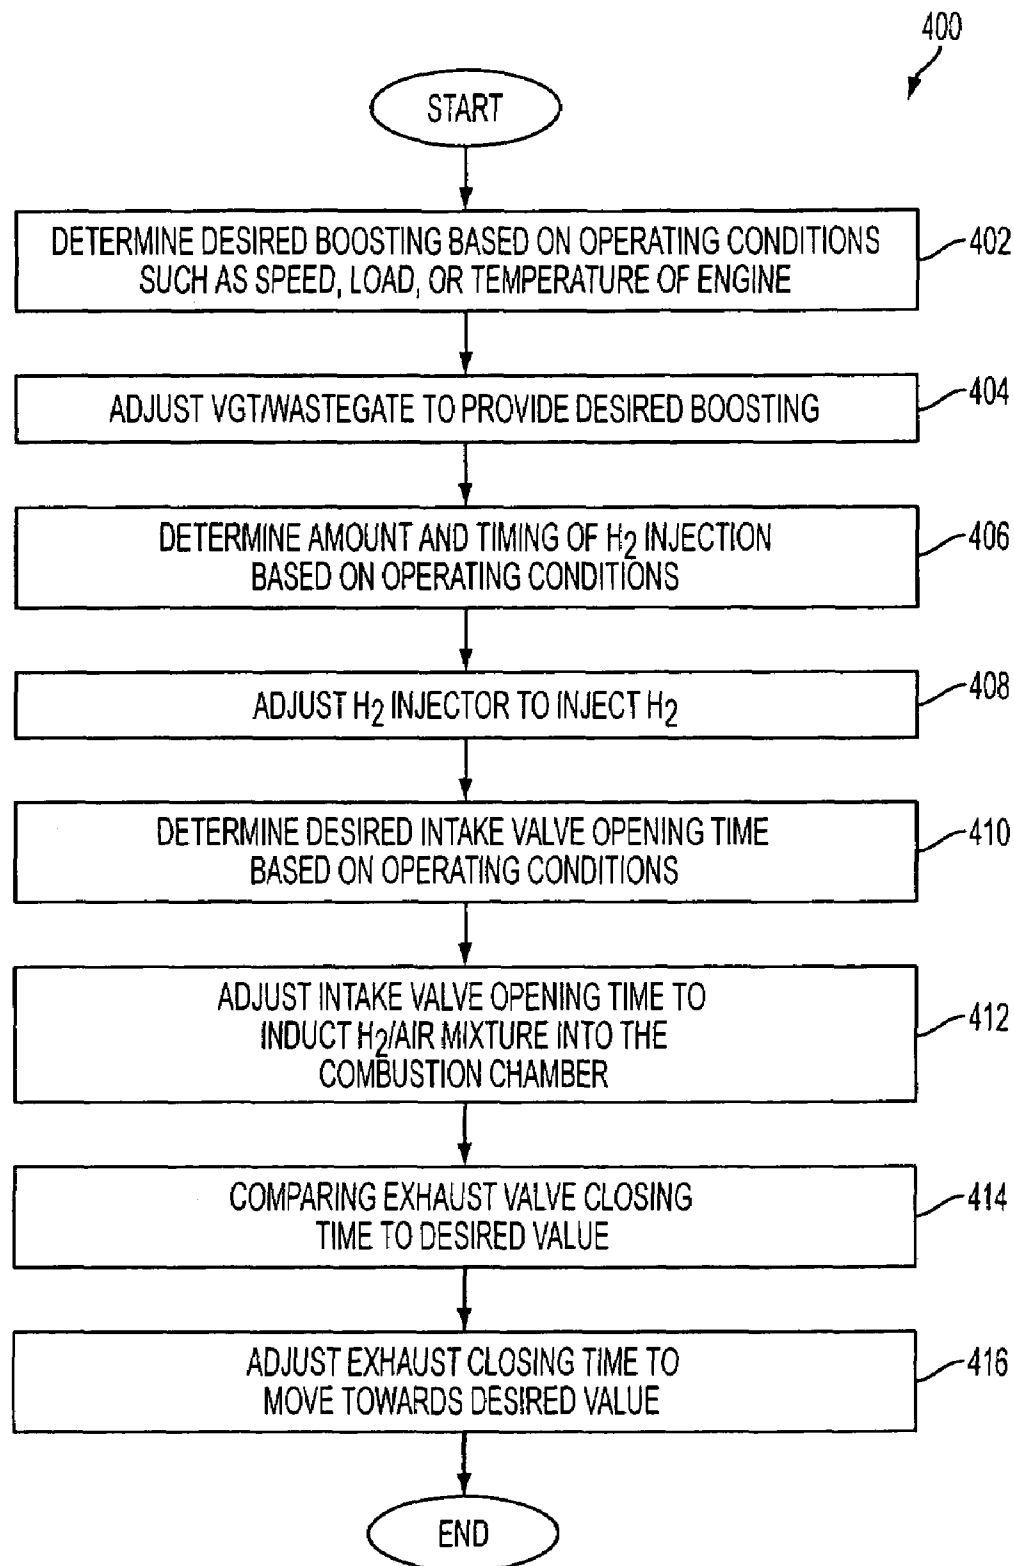 400
START
DETERMINE DESIRED BOOSTING BASED ON OPERATING CONDITIONS
SUCH AS SPEED, LOAD, OR TEMPERATURE OF ENGINE
402
ADJUST VGT/WASTEGATE TO PROVIDE DESIRED BOOSTING
404
DETERMINE AMOUNT AND TIMING OF H2 INJECTION
BASED ON OPERATING CONDITIONS
406
ADJUST H2 INJECTOR TO INJECT H2
408
DETERMINE DESIRED INTAKE VALVE OPENING TIME
BASED ON OPERATING CONDITIONS
410
ADJUST INTAKE VALVE OPENING TIME TO
INDUCT H2/AIR MIXTURE INTO THE
COMBUSTION CHAMBER
412
COMPARING EXHAUST VALVE CLOSING
TIME TO DESIRED VALUE
414
ADJUST EXHAUST CLOSING TIME TO
MOVE TOWARDS DESIRED VALUE
416
END